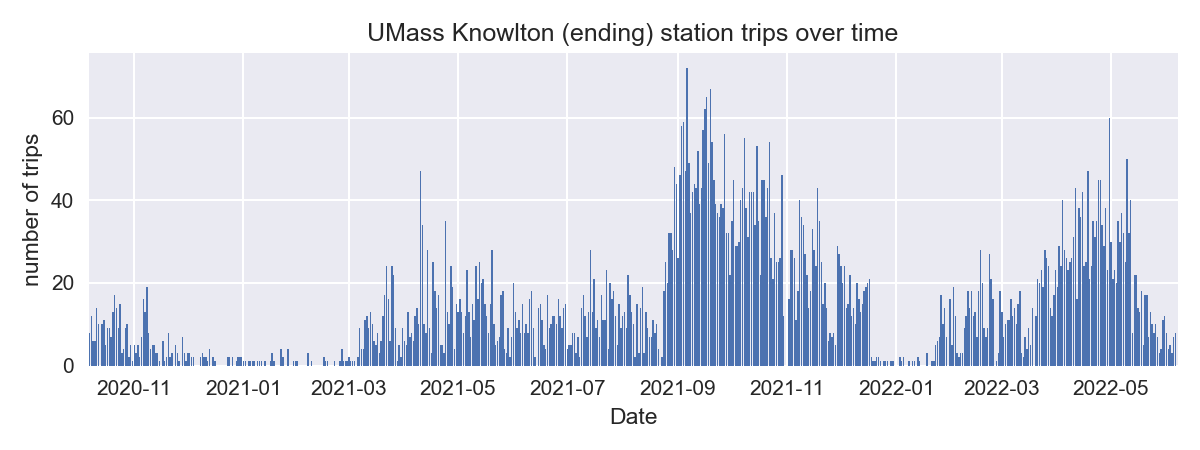 UMass Knowlton (ending) station trips over time
number of trips
60
40
20
0
2020-11 2021-01 2021-03 2021-05 2021-07 2021-09 2021-11 2022-01 2022-03 2022-05
Date